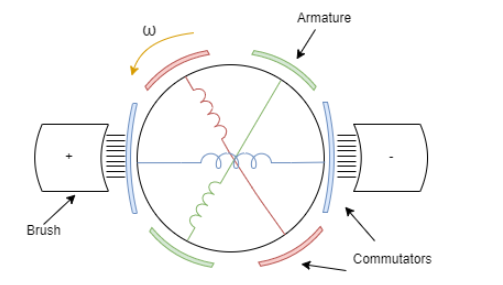 Armature
ω
+
-
Brush
Commutators